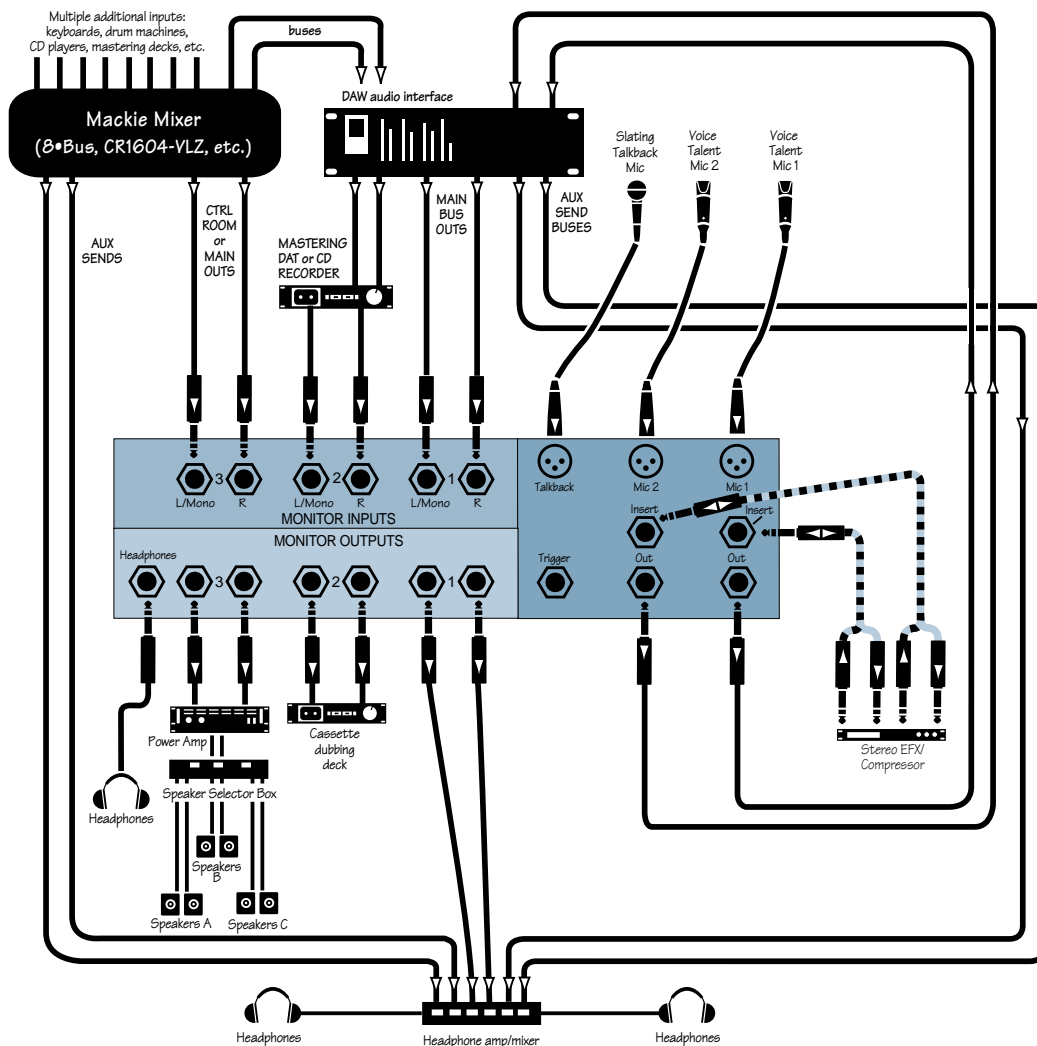 Multiple additional inputs:
keyboards, drum machines,
CD players, mastering decks, etc.
buses
DAW audio interface
Mackie Mixer
(8•Bus, CR1604-VLZ, etc.)
Slating
Talkback
Mic
Voice
Talent
Mic 2
Voice
Talent
Mic 1
AUX
SENDS
CTRL
ROOM
or
MAIN
OUTS
MASTERING
DAT or CD
RECORDER
MAIN
BUS
OUTS
AUX
SEND
BUSES
L/Mono 3 R
L/Mono 2 R
L/Mono 1 R
MONITOR INPUTS
Talkback
Mic 2
Mic 1
Insert
Insert
MONITOR OUTPUTS
Headphones
3
2
1
Trigger
Out
Out
Power Amp
Speaker Selector Box
Headphones
Speakers
B
Speakers A
Speakers C
Cassette
dubbing
deck
Stereo EFX/
Compressor
Headphones
Headphone amp/mixer
Headphones